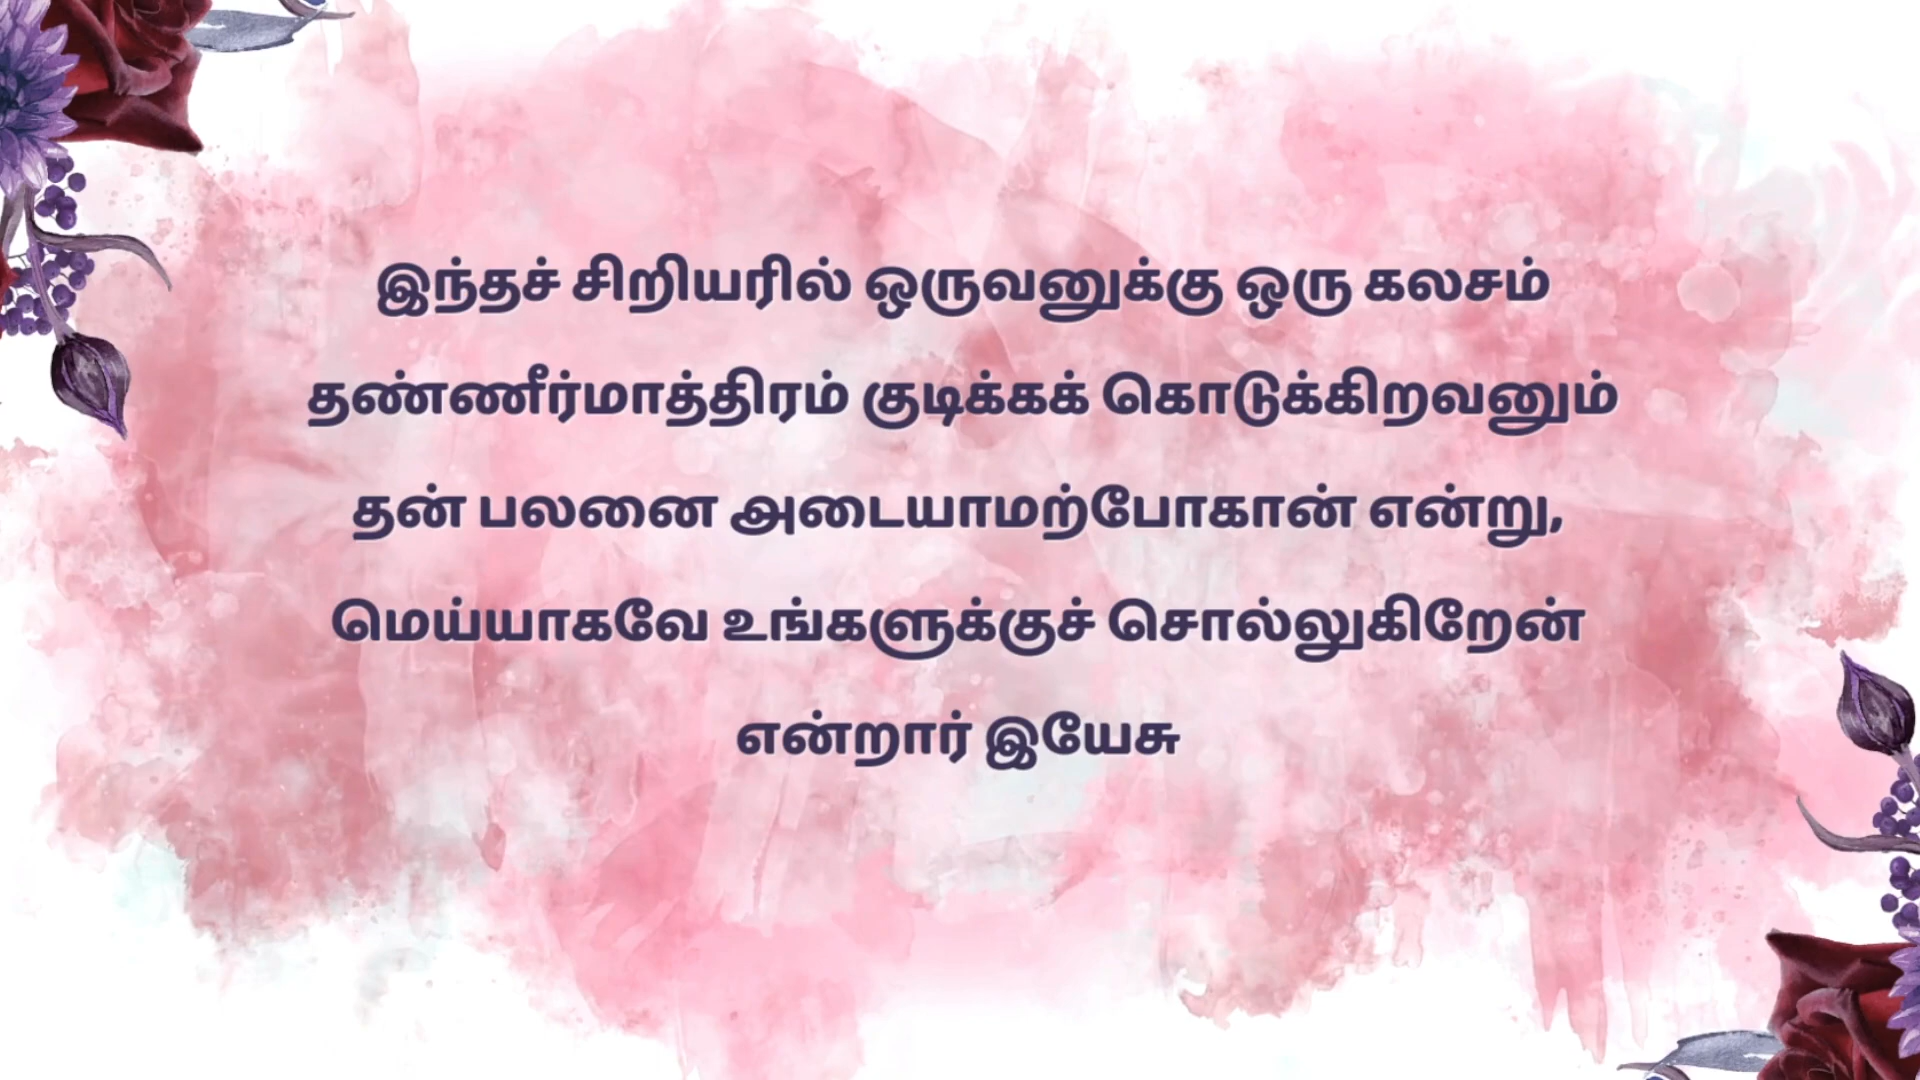 இந்தச் சிறியரில் ஒருவனுக்கு ஒரு கலசம்
தண்ணீர்மாத்திரம் குடிக்கக் கொடுக்கிறவனும்
தன் பலனை அடையாமற்போகான் என்று,
மெய்யாகவே உங்களுக்குச் சொல்லுகிறேன்
என்றார் இயேசு